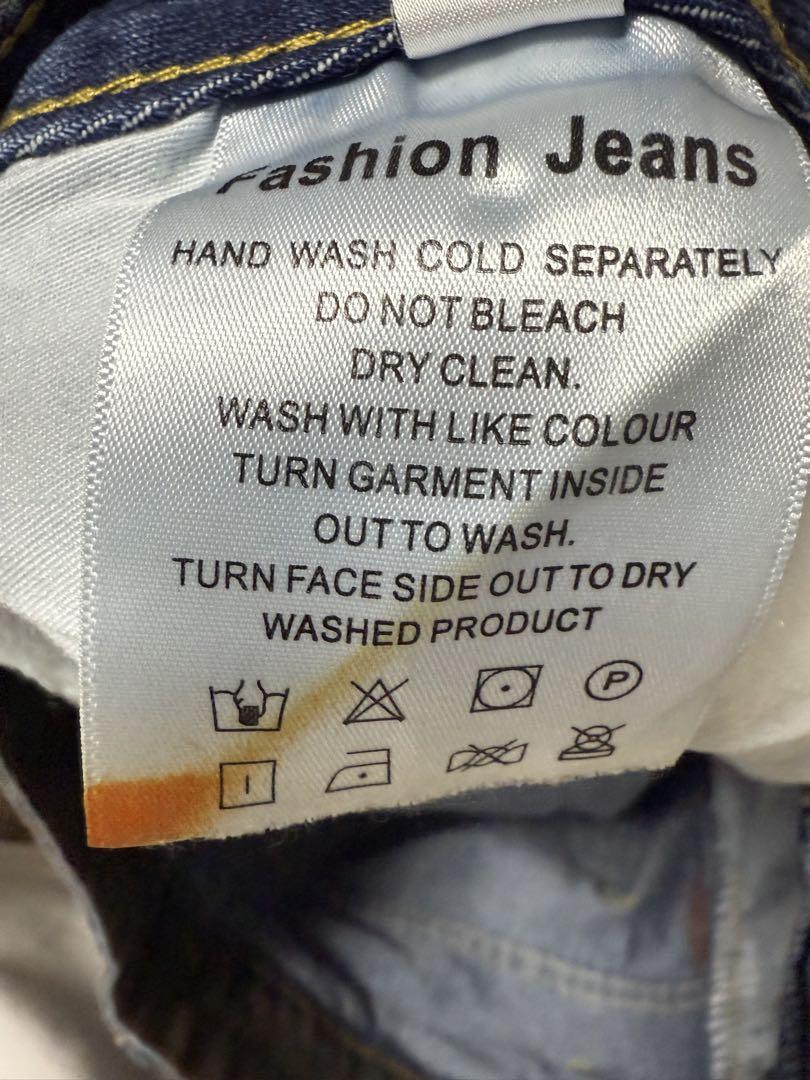 Fashion Jeans
HAND WASH COLD SEPARATELY
DO NOT BLEACH
DRY CLEAN.
WASH WITH LIKE COLOUR
TURN GARMENT INSIDE
OUT TO WASH.
TURN FACE SIDE OUT TO DRY
WASHED PRODUCT
P